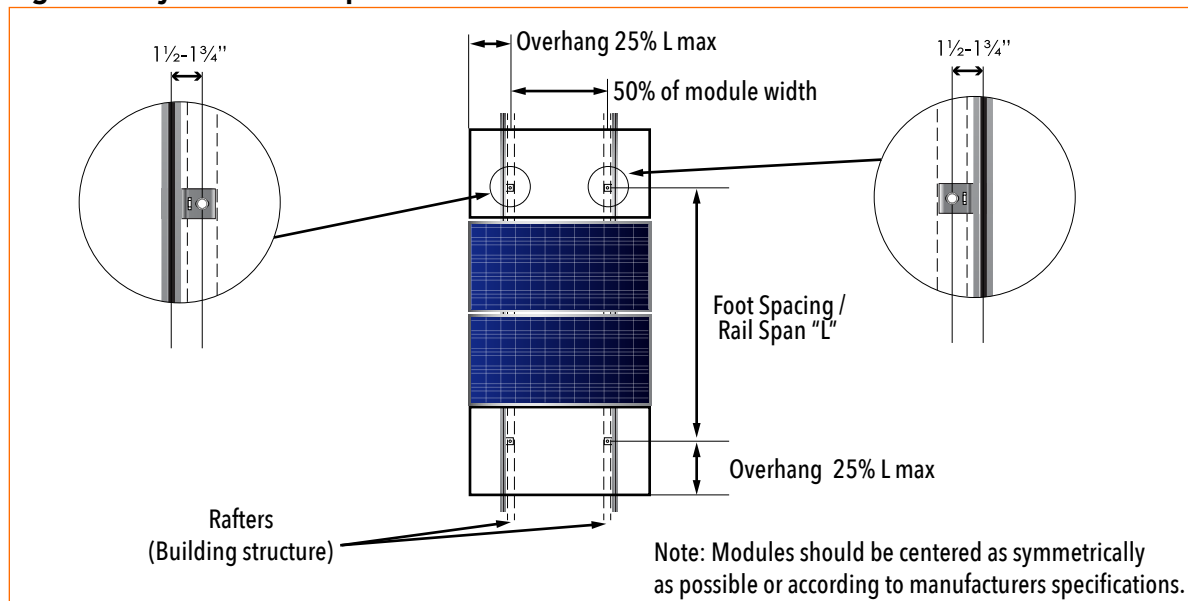 1½-1¾”
Overhang 25% L max
50% of module width
1½-1¾”
Foot Spacing /
Rail Span “L”
Overhang 25% L max
Rafters
(Building structure)
Note: Modules should be centered as symmetrically
as possible or according to manufacturers specifications.